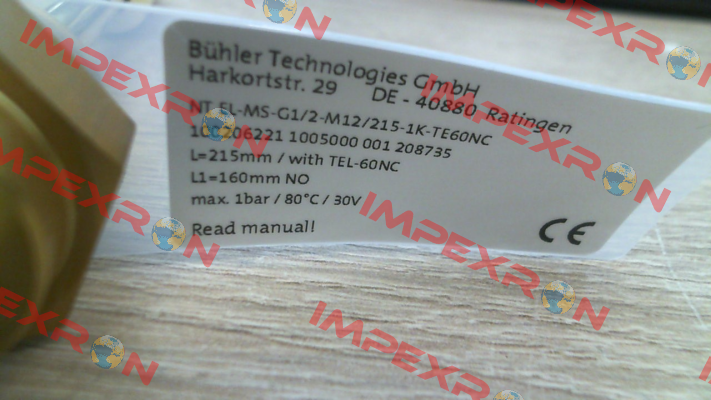 Bühler Technologies GmbH
Harkortstr. 29 DE - 40880 Ratingen
NT EL-MS-G1/2-M12/215-1K-TE60NC
100206221 1005000 001 208735
L=215mm / with TEL-60NC
L1=160mm NO
max. 1bar / 80°C / 30V
Read manual!
CE
IMPEXRON
IMPEXRON
IMPEXRON
IMPEXRON
IMPEXRON
IMPEXRON
IMPEXRON